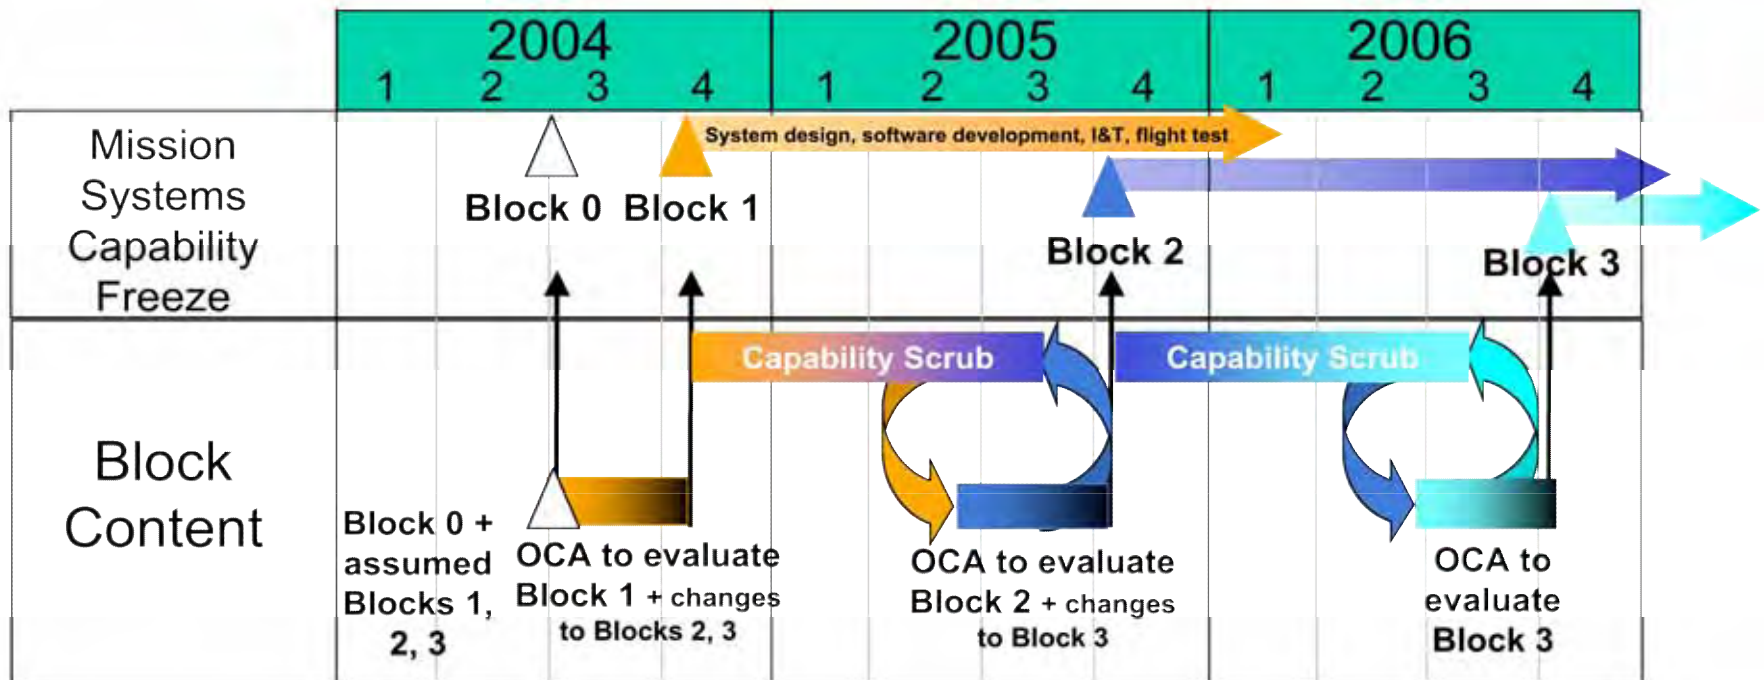 2004 2005 2006
1 2 3 4 1 2 3 4 1 2 3 4
Mission
Systems
Capability
Freeze
System design, software development, I&T, flight test
Block 0 Block 1
Block 2
Block 3
Block
Content
Capability Scrub
Capability Scrub
Block 0 +
assumed
Blocks 1,
2, 3
OCA to evaluate
Block 1 + changes
to Blocks 2, 3
OCA to evaluate
Block 2 + changes
to Block 3
OCA to
evaluate
Block 3